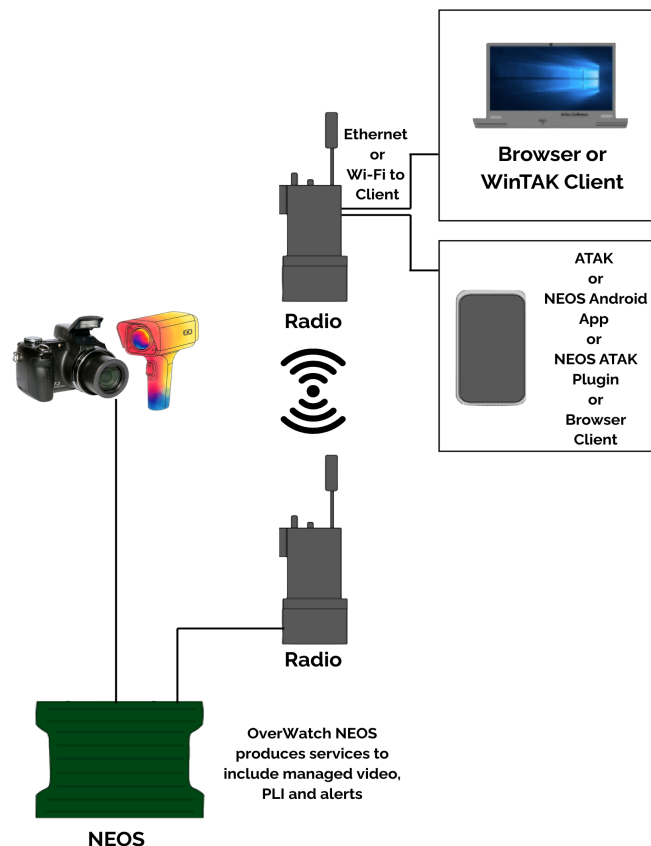 Ethernet
or
Wi-Fi to
Client
Browser or
WinTAK Client
Radio
ATAK
or
NEOS Android
App
or
NEOS ATAK
Plugin
or
Browser
Client
Radio
OverWatch NEOS
produces services to
include managed video,
PLI and alerts
NEOS